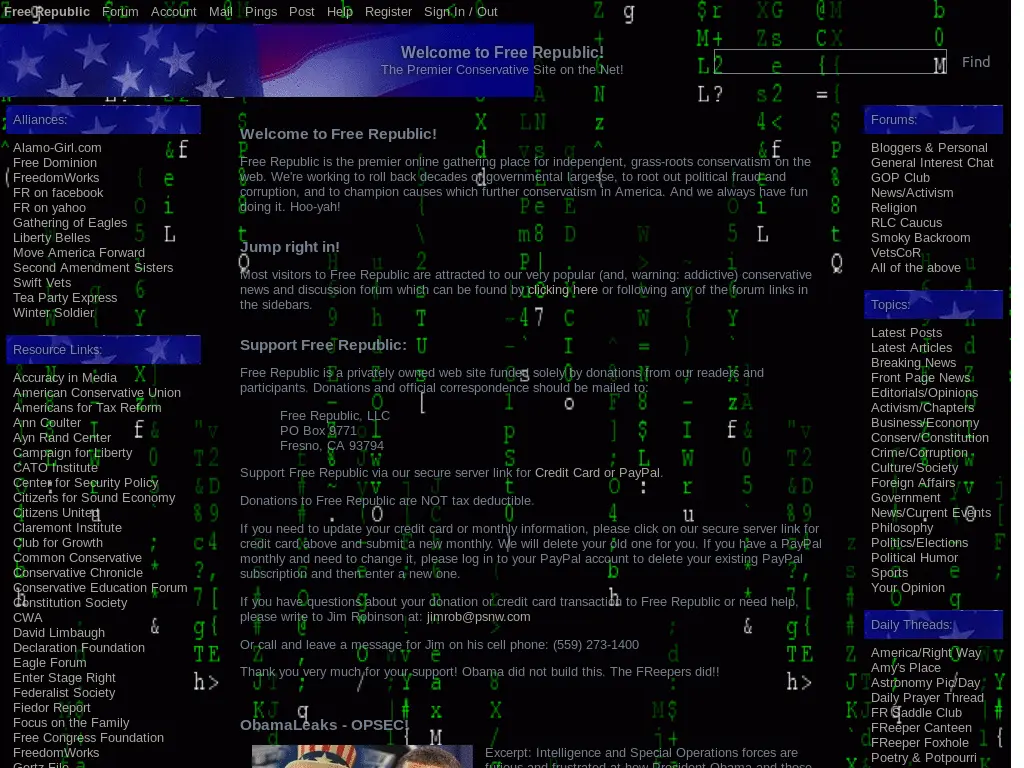 Free Republic Forum Account Mail Pings Post Help Register Sign In / Out
Welcome to Free Republic!
The Premier Conservative Site on the Net!
Find
Alliances:
Alamo-Girl.com
Free Dominion
FreedomWorks
FR on facebook
FR on yahoo
Gathering of Eagles
Liberty Belles
Move America Forward
Second Amendment Sisters
Swift Vets
Tea Party Express
Winter Soldier
Resource Links:
Accuracy in Media
American Conservative Union
Americans for Tax Reform
Ann Coulter
Ayn Rand Center
Campaign for Liberty
CATO Institute
Center for Security Policy
Citizens for Sound Economy
Citizens United
Claremont Institute
Club for Growth
Common Conservative
Conservative Chronicle
Conservative Education Forum
Constitution Society
CWA
David Limbaugh
Declaration Foundation
Eagle Forum
Enter Stage Right
Federalist Society
Fiedor Report
Focus on the Family
Free Congress Foundation
FreedomWorks
Gertz File
Welcome to Free Republic!
Free Republic is the premier online gathering place for independent, grass-roots conservatism on the
web. We're working to roll back decades of governmental largesse, to root out political fraud and
corruption, and to champion causes which further conservatism in America. And we always have fun
doing it. Hoo-yah!
Jump right in!
Most visitors to Free Republic are attracted to our very popular (and, warning: addictive) conservative
news and discussion forum which can be found by clicking here or following any of the forum links in
the sidebars.
Support Free Republic:
Free Republic is a privately owned web site funded solely by donations from our readers and
participants. Donations and official correspondence should be mailed to:
Free Republic, LLC
PO Box 9771
Fresno, CA 93794
Support Free Republic via our secure server link for Credit Card or PayPal.
Donations to Free Republic are NOT tax deductible.
If you need to update your credit card or monthly information, please click on our secure server link for
credit card above and submit a new monthly. We will delete your old one for you. If you have a PayPal
monthly and need to change it, please log in to your PayPal account to delete your existing PayPal
subscription and then enter a new one.
If you have questions about your donation or credit card transaction to Free Republic or need help,
please write to Jim Robinson at: jimrob@psnw.com
Or call and leave a message for Jim on his cell phone: (559) 273-1400
Thank you very much for your support! Obama did not build this. The FReepers did!!
ObamaLeaks - OPSEC!
Excerpt: Intelligence and Special Operations forces are
furious and frustrated at how President Obama and those
Forums:
Bloggers & Personal
General Interest Chat
GOP Club
News/Activism
Religion
RLC Caucus
Smoky Backroom
VetsCoR
All of the above
Topics:
Latest Posts
Latest Articles
Breaking News
Front Page News
Editorials/Opinions
Activism/Chapters
Business/Economy
Conserv/Constitution
Crime/Corruption
Culture/Society
Foreign Affairs
Government
News/Current Events
Philosophy
Politics/Elections
Political Humor
Sports
Your Opinion
Daily Threads:
America/Right Way
Amy's Place
Astronomy Pic/Day
Daily Prayer Thread
FR Saddle Club
FReeper Canteen
FReeper Foxhole
Poetry & Potpourri